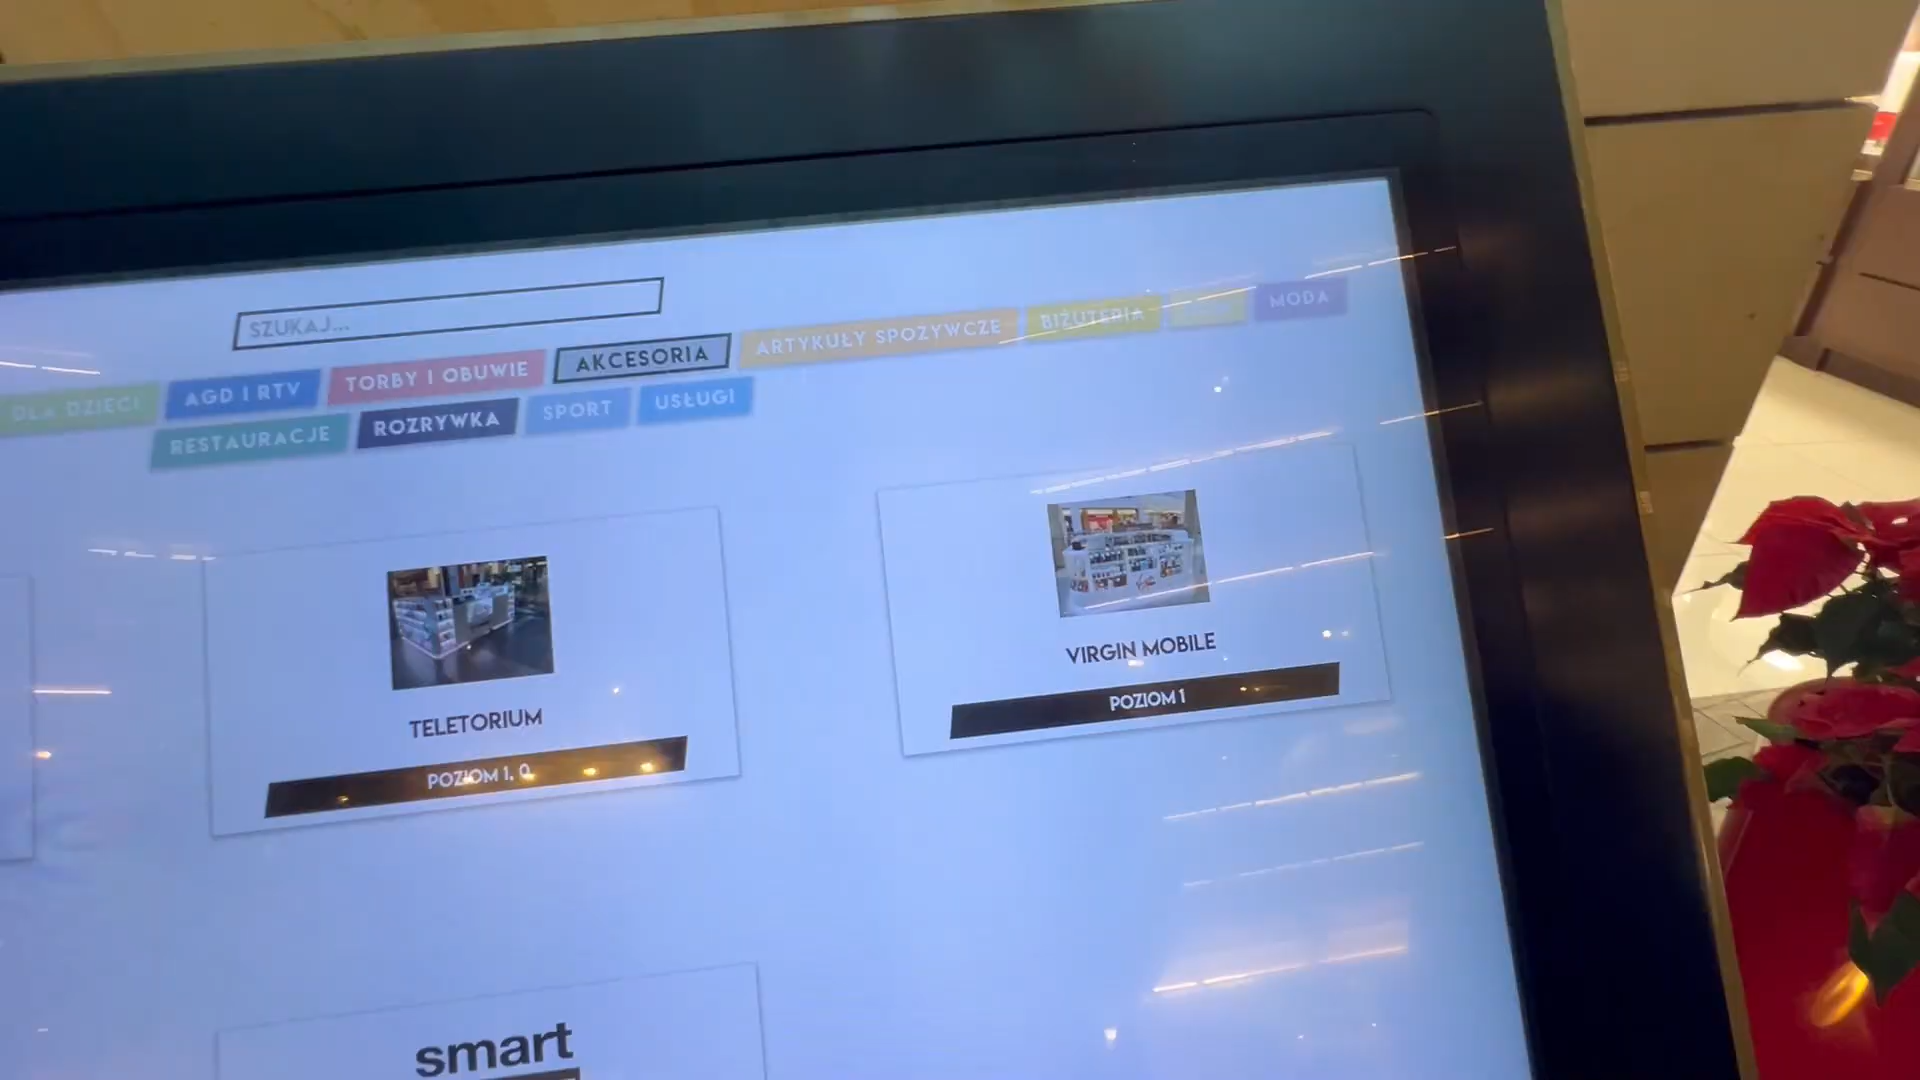 SZUKAJ...
DLA DZIECI
AGD I RTV
TORBY I OBUWIE
AKCESORIA
ARTYKUŁY SPOŻYWCZE
BIŻUTERIA
MODA
RESTAURACJE
ROZRYWKA
SPORT
USŁUGI
TELETORIUM
POZIOM 1, 0
VIRGIN MOBILE
POZIOM 1
smart